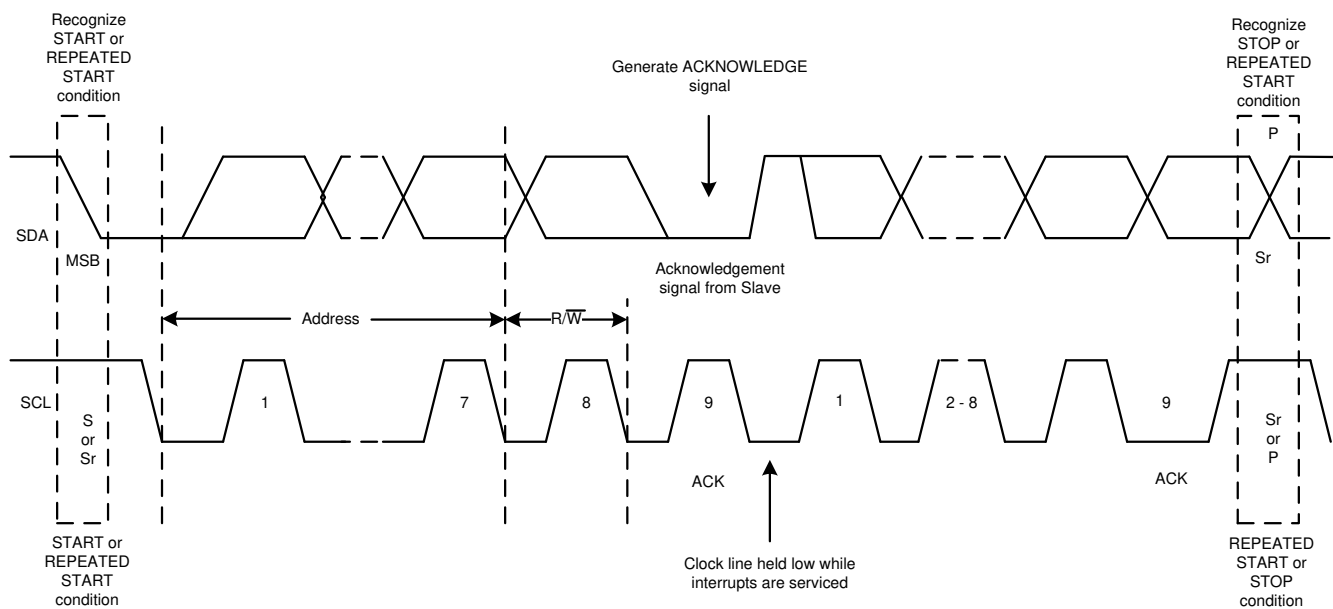 Recognize
START or
REPEATED
START
condition
Generate ACKNOWLEDGE
signal
Recognize
STOP or
REPEATED
START
condition
P
SDA
MSB
Acknowledgement
signal from Slave
Sr
Address
R/W̅
SCL
S
or
Sr
1
7
8
9
1
2 - 8
9
Sr
or
P
ACK
ACK
START or
REPEATED
START
condition
Clock line held low while
interrupts are serviced
REPEATED
START or
STOP
condition